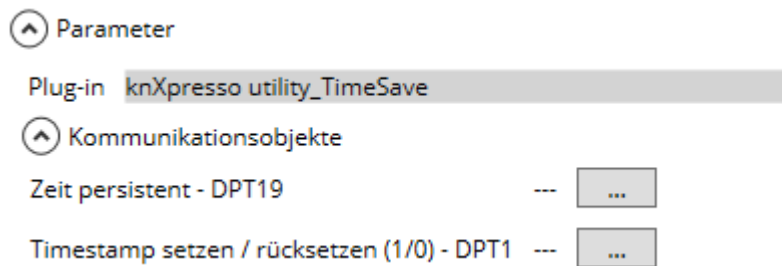 Parameter
Plug-in knXpresso utility_TimeSave
Kommunikationsobjekte
Zeit persistent - DPT19 --- ...
Timestamp setzen / rücksetzen (1/0) - DPT1 --- ...